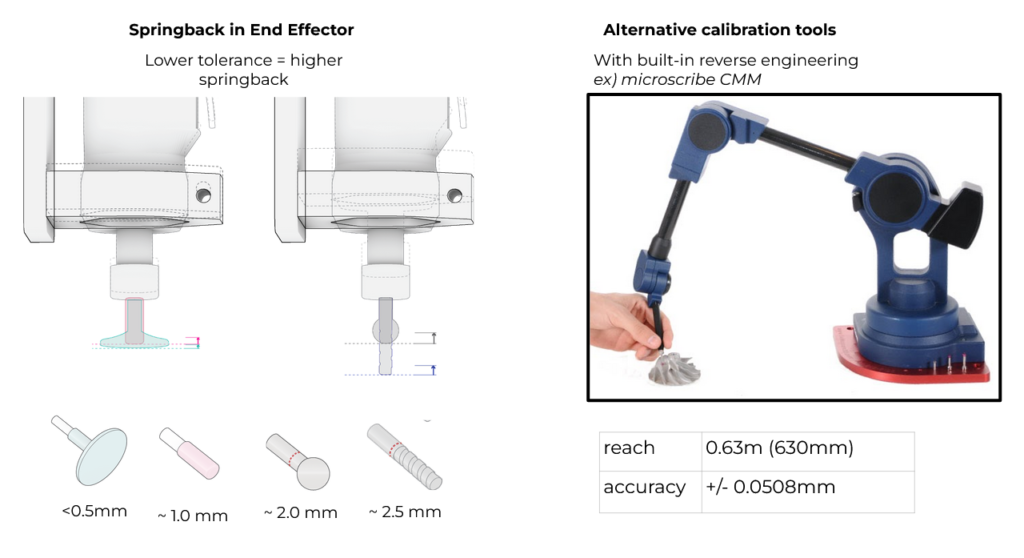 Springback in End Effector
Lower tolerance = higher
springback
<0.5mm
~ 1.0 mm
~ 2.0 mm
~ 2.5 mm
Alternative calibration tools
With built-in reverse engineering
ex) microscribe CMM
reach 0.63m (630mm)
accuracy +/- 0.0508mm